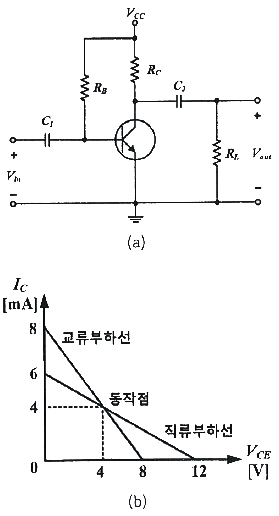 V_CC
R_B
R_C
C_2
C_1
+
+
V_in
R_L
V_out
−
−
(a)
I_C
[mA]
8
교류부하선
6
동작점
4
직류부하선
V_CE
0
4
8
12
[V]
(b)